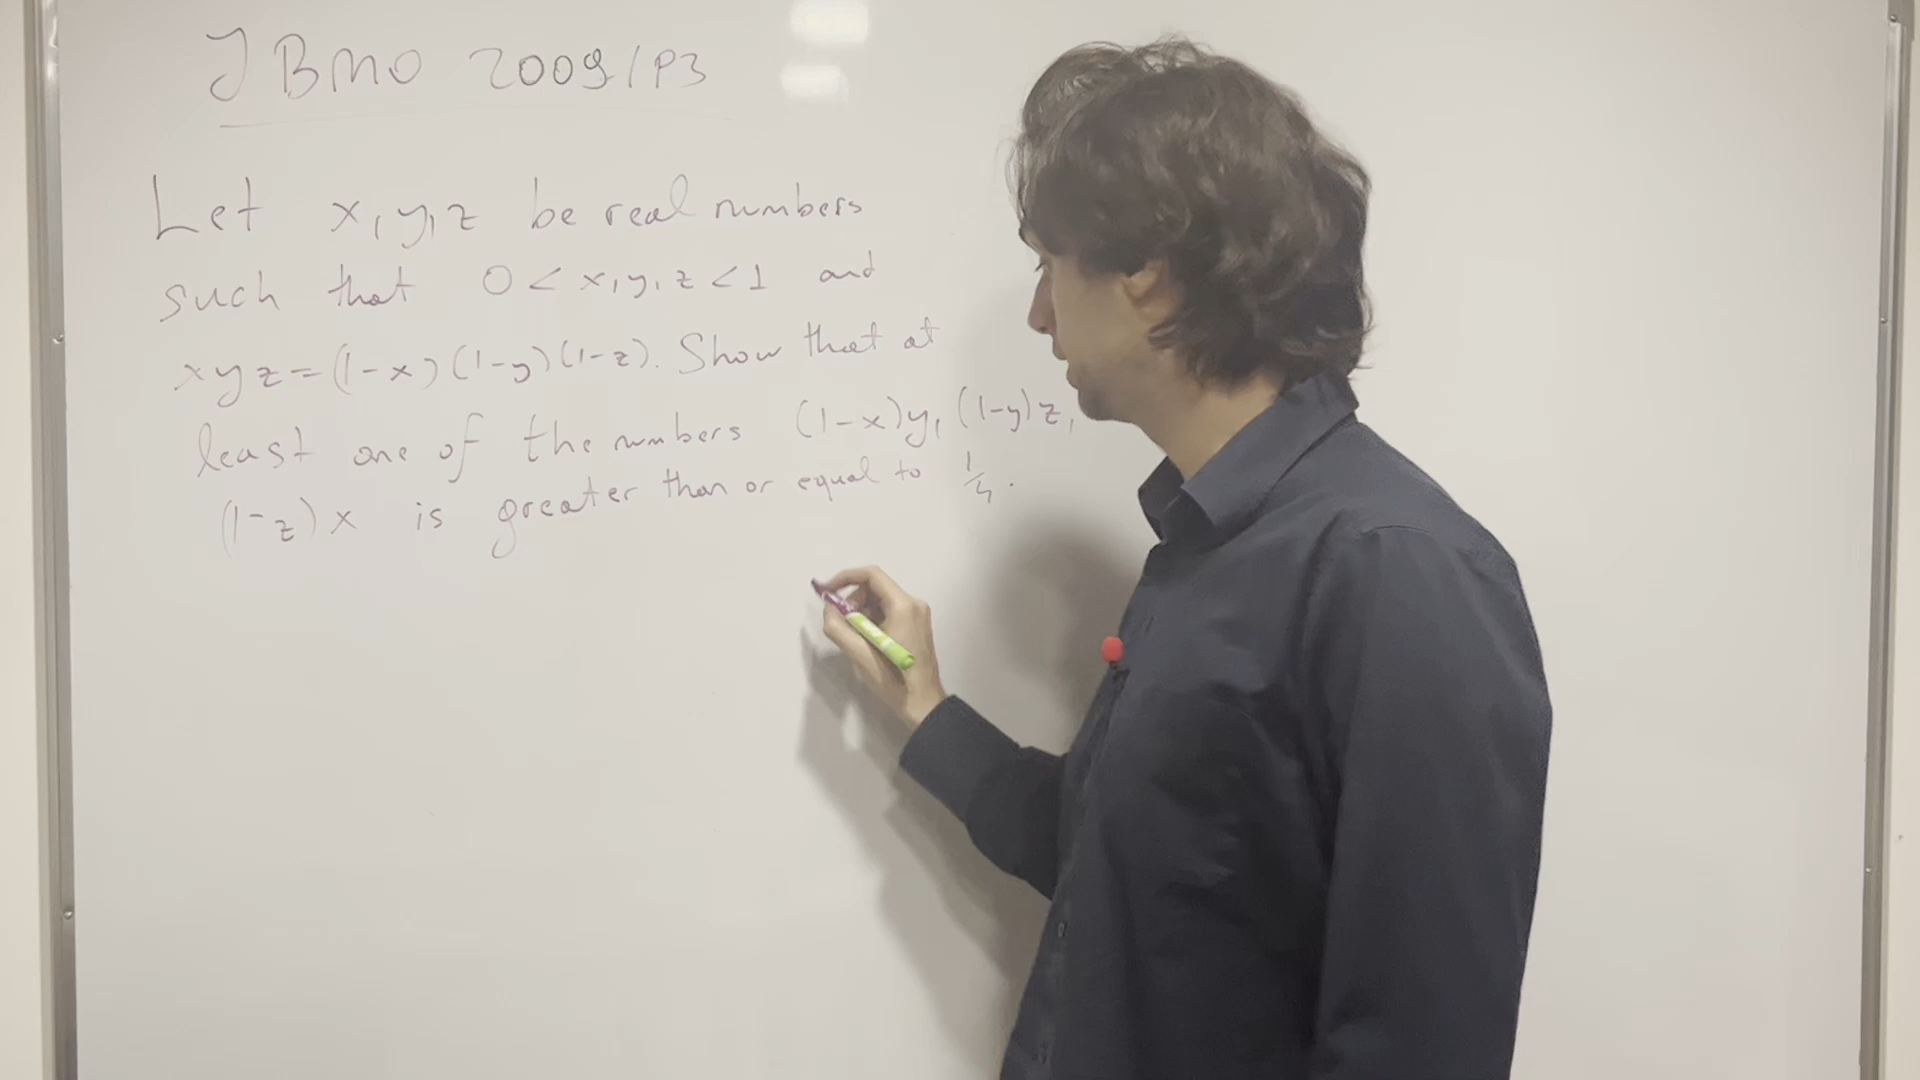 JBMO 2009/P3
Let x,y,z be real numbers
such that 0<x,y,z<1 and
xyz=(1-x)(1-y)(1-z). Show that at
least one of the numbers (1-x)y, (1-y)z,
(1-z)x is greater than or equal to 1/4.